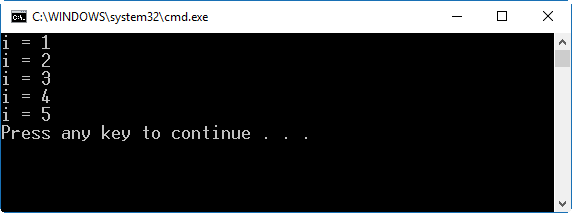 C:\WINDOWS\system32\cmd.exe
i = 1
i = 2
i = 3
i = 4
i = 5
Press any key to continue . . .